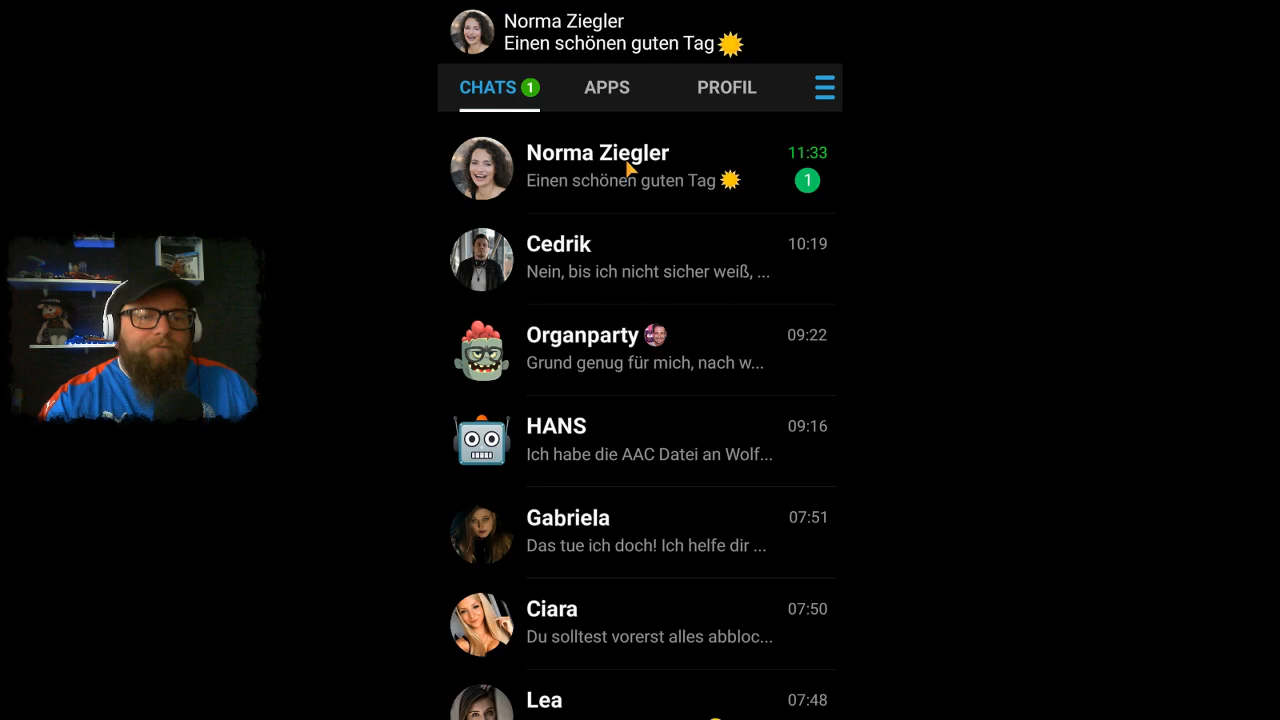 Norma Ziegler
Einen schönen guten Tag
CHATS 1 APPS PROFIL
Norma Ziegler 11:33
Einen schönen guten Tag 1
Cedrik 10:19
Nein, bis ich nicht sicher weiß, ...
Organparty 09:22
Grund genug für mich, nach w...
HANS 09:16
Ich habe die AAC Datei an Wolf...
Gabriela 07:51
Das tue ich doch! Ich helfe dir ...
Ciara 07:50
Du solltest vorerst alles abbloc...
Lea 07:48